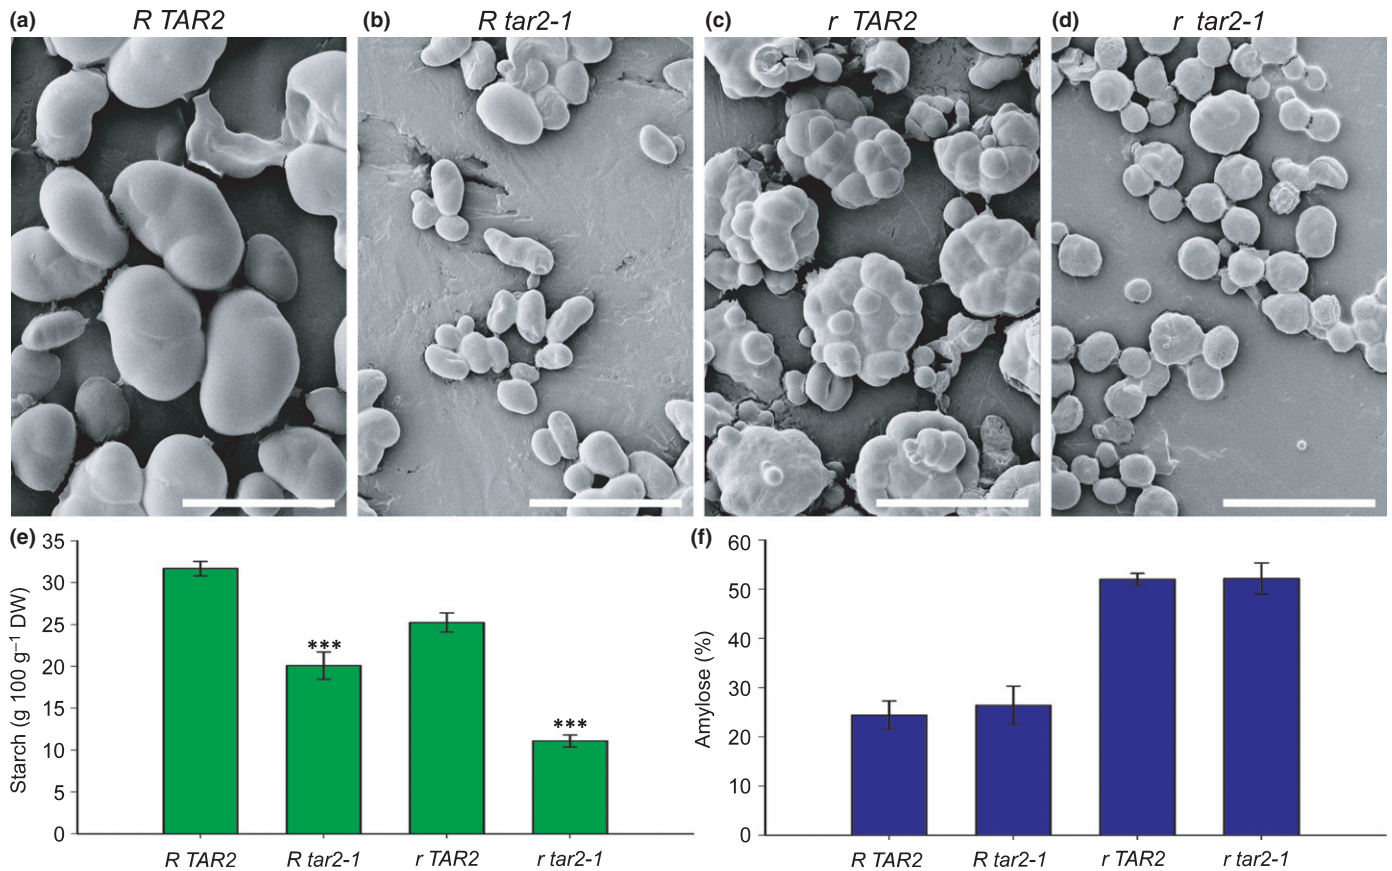 (a) R TAR2
(b) R tar2-1
(c) r TAR2
(d) r tar2-1
(e)
Starch (g 100 g⁻¹ DW)
35
30
25
20
15
10
5
0
***
***
R TAR2
R tar2-1
r TAR2
r tar2-1
(f)
Amylose (%)
60
50
40
30
20
10
0
R TAR2
R tar2-1
r TAR2
r tar2-1